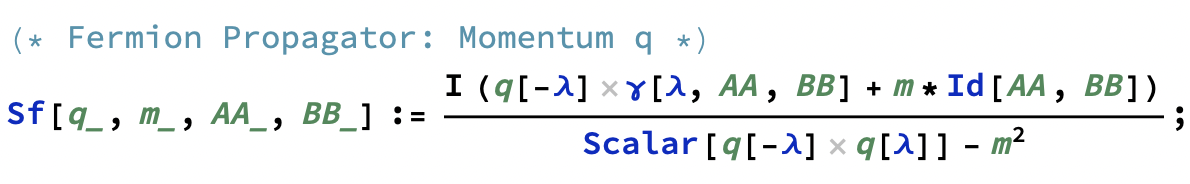 (* Fermion Propagator: Momentum q *)
Sf[q_, m_, AA_, BB_] := I (q[-λ] × γ[λ, AA, BB] + m * Id[AA, BB])
Scalar[q[-λ] × q[λ]] - m² ;